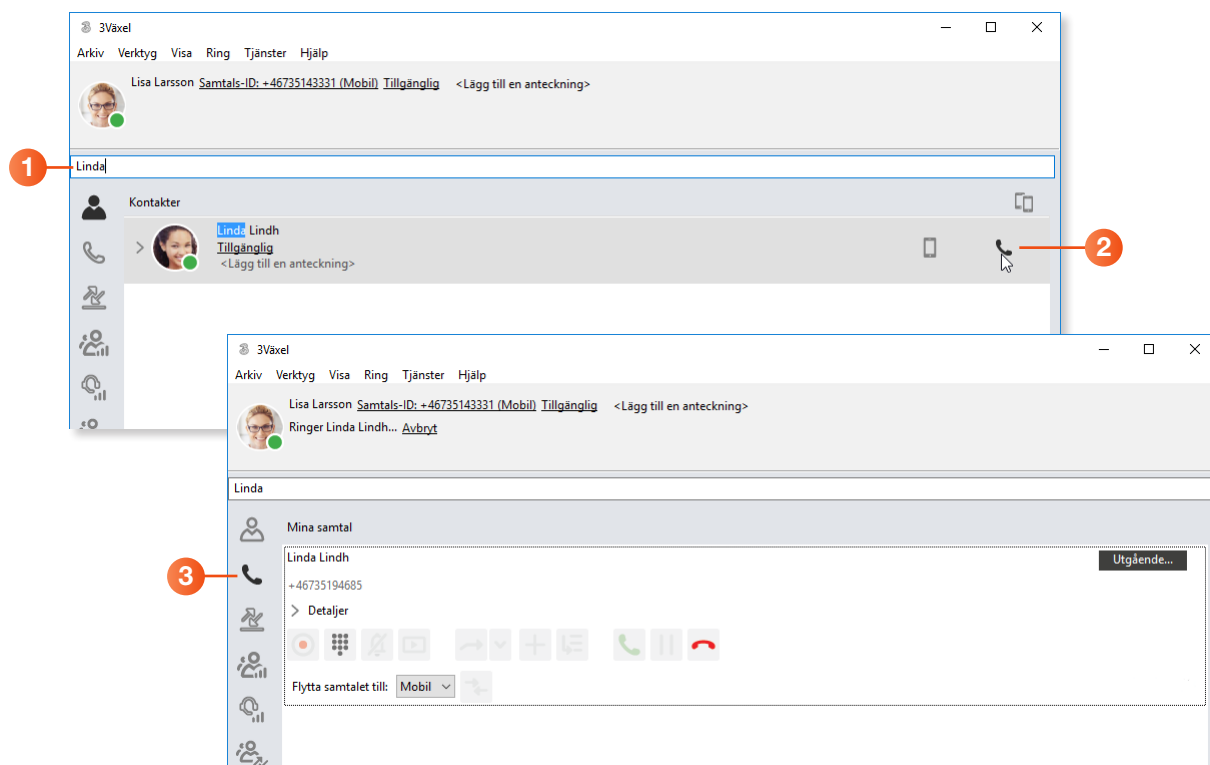 3Växel
Arkiv Verktyg Visa Ring Tjänster Hjälp
Lisa Larsson Samtals-ID: +46735143331 (Mobil) Tillgänglig <Lägg till en anteckning>
1
Linda
Kontakter
Linda Lindh
Tillgänglig
<Lägg till en anteckning>
2
3Växel
Arkiv Verktyg Visa Ring Tjänster Hjälp
Lisa Larsson Samtals-ID: +46735143331 (Mobil) Tillgänglig <Lägg till en anteckning>
Ringer Linda Lindh... Avbryt
Linda
Mina samtal
Linda Lindh Utgående...
3
+46735194685
Detaljer
Flytta samtalet till: Mobil